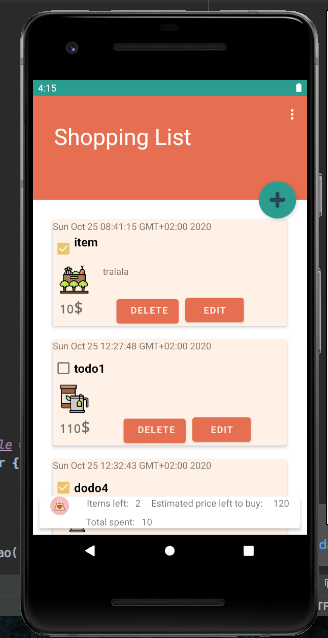 4:15
Shopping List
Sun Oct 25 08:41:15 GMT+02:00 2020
item
tralala
10$
DELETE
EDIT
Sun Oct 25 12:27:48 GMT+02:00 2020
todo1
110$
DELETE
EDIT
Sun Oct 25 12:32:43 GMT+02:00 2020
dodo4
Items left: 2 Estimated price left to buy: 120
Total spent: 10